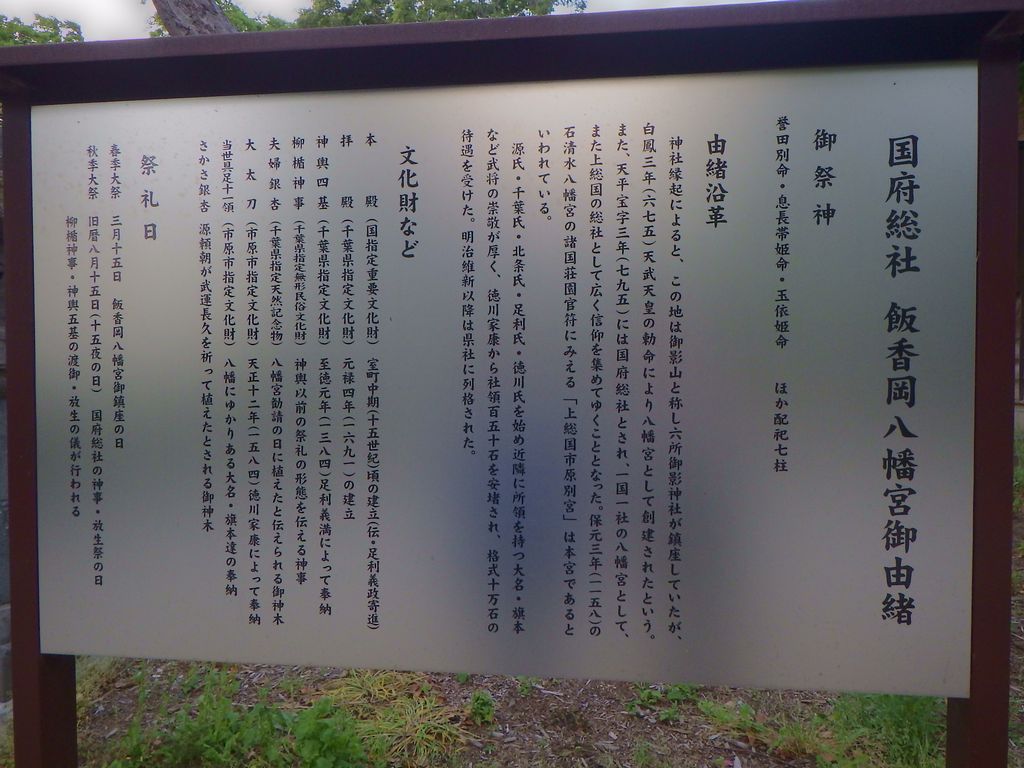 国府総社 飯香岡八幡宮御由緒
御祭神
誉田別命・息長帯姫命・玉依姫命 ほか配祀七柱
由緒沿革
神社縁起によると、この地は御影山と称し六所御影神社が鎮座していたが、
白鳳三年(六七五)天武天皇の勅命により八幡宮として創建されたという。
また、天平宝字三年(七九五)には国府総社とされ、一国一社の八幡宮として、
また上総国の総社として広く信仰を集めてゆくこととなった。保元三年(一一五八)の
石清水八幡宮の諸国荘園官符にみえる「上総国市原別宮」は本宮であると
いわれている。
源氏・千葉氏・北条氏・足利氏・徳川氏を始め近隣に所領を持つ大名・旗本
など武将の崇敬が厚く、徳川家康から社領百五十石を安堵され、格式十万石の
待遇を受けた。明治維新以降は県社に列格された。
文化財など
本殿(国指定重要文化財)室町中期(十五世紀)頃の建立(伝・足利義政寄進)
拝殿(千葉県指定文化財)元禄四年(一六九一)の建立
神輿四基(千葉県指定文化財)至徳元年(一三八四)足利義満によって奉納
柳楯神事(千葉県指定無形民俗文化財)神輿以前の祭礼の形態を伝える神事
夫婦銀杏(千葉県指定天然記念物)八幡宮勧請の日に植えたと伝えられる御神木
大太刀(市原市指定文化財)天正十二年(一五八四)徳川家康によって奉納
当世具足十一領(市原市指定文化財)八幡にゆかりある大名・旗本達の奉納
さかさ銀杏 源頼朝が武運長久を祈って植えたとされる御神木
祭礼日
春季大祭 三月十五日 飯香岡八幡宮御鎮座の日
秋季大祭 旧暦八月十五日(十五夜の日) 国府総社の神事・放生祭の日
柳楯神事・神輿五基の渡御・放生の儀が行われる